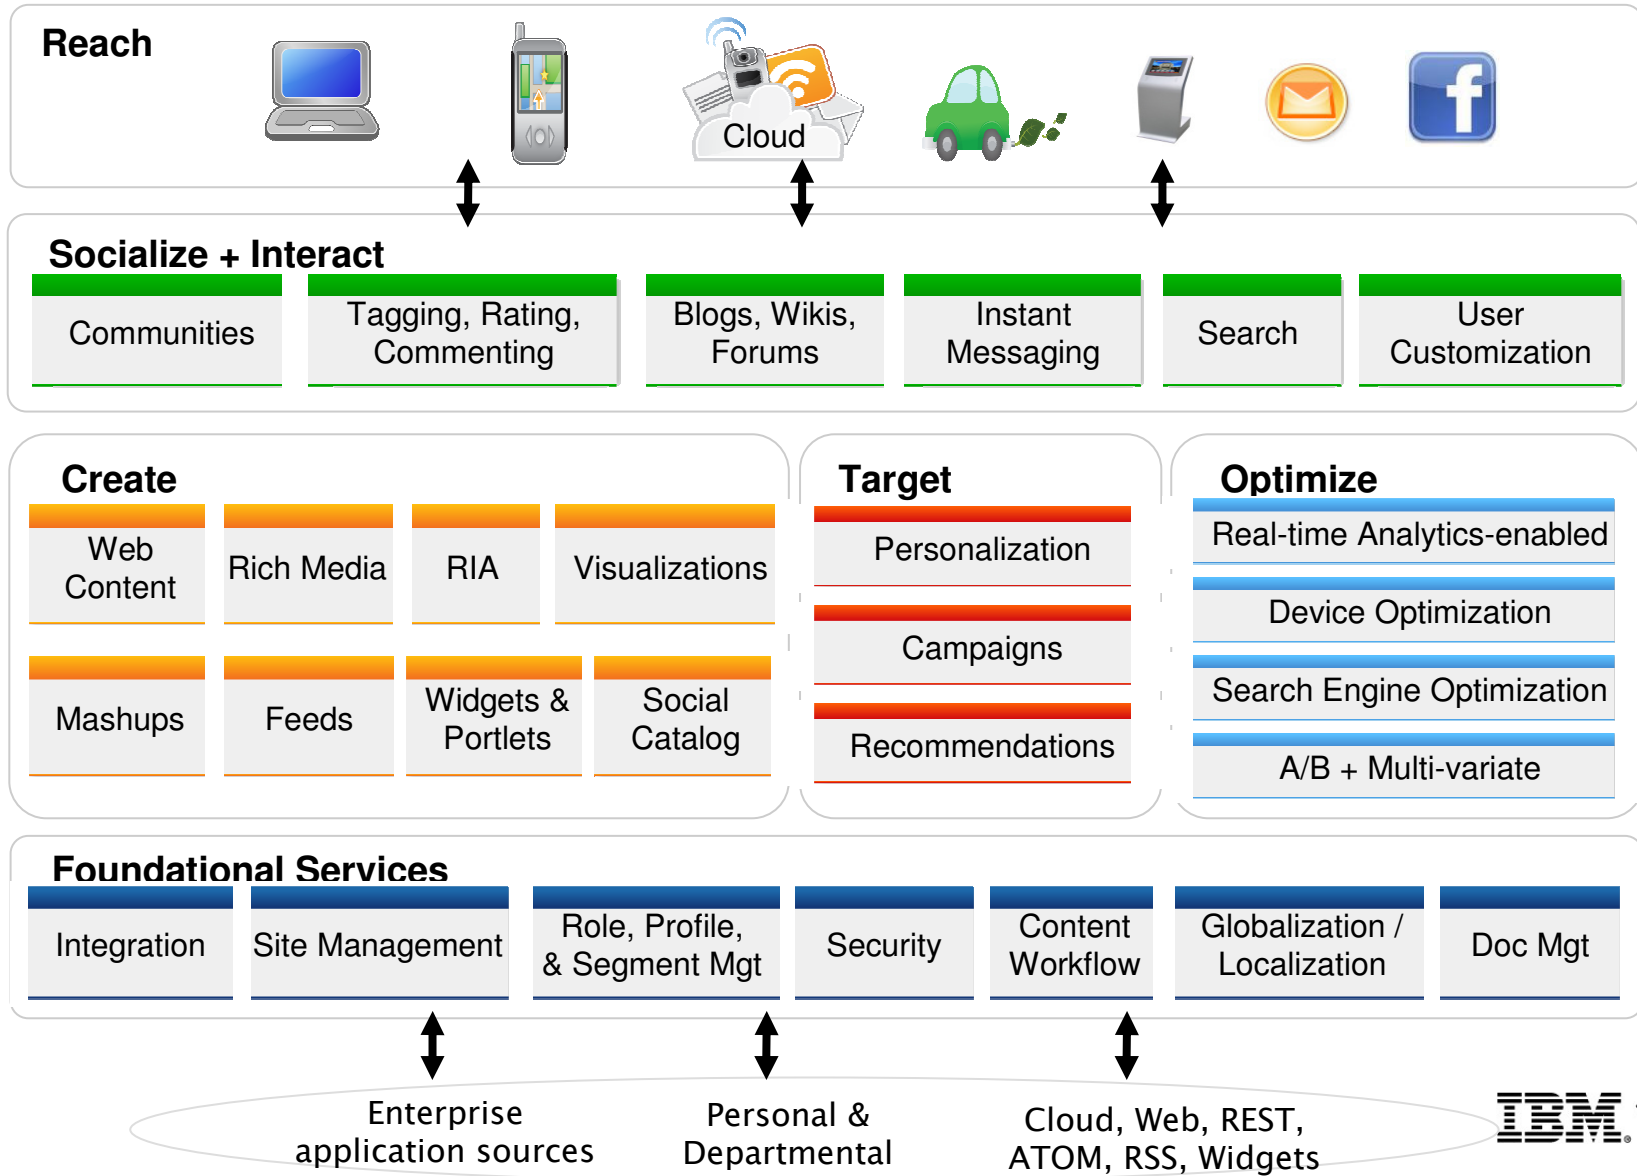 Reach
Cloud
f
Socialize + Interact
Communities
Tagging, Rating,
Commenting
Blogs, Wikis,
Forums
Instant
Messaging
Search
User
Customization
Create
Web
Content
Rich Media
RIA
Visualizations
Mashups
Feeds
Widgets &
Portlets
Social
Catalog
Target
Personalization
Campaigns
Recommendations
Optimize
Real-time Analytics-enabled
Device Optimization
Search Engine Optimization
A/B + Multi-variate
Foundational Services
Integration
Site Management
Role, Profile,
& Segment Mgt
Security
Content
Workflow
Globalization /
Localization
Doc Mgt
Enterprise
application sources
Personal &
Departmental
Cloud, Web, REST,
ATOM, RSS, Widgets
IBM®